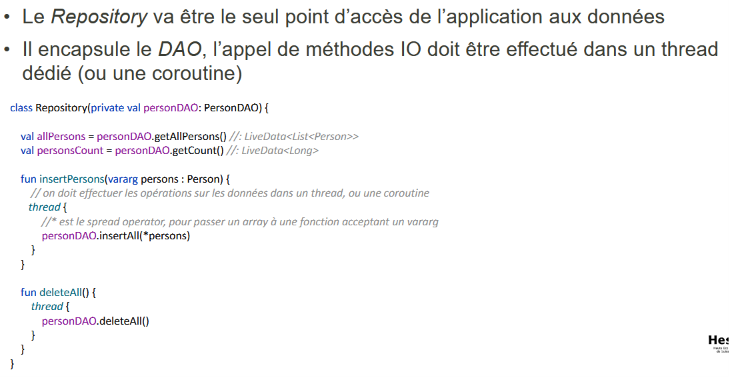 • Le Repository va être le seul point d’accès de l’application aux données
• Il encapsule le DAO, l’appel de méthodes IO doit être effectué dans un thread
dédié (ou une coroutine)
class Repository(private val personDAO: PersonDAO) {
val allPersons = personDAO.getAllPersons() //: LiveData<List<Person>>
val personsCount = personDAO.getCount() //: LiveData<Long>
fun insertPersons(vararg persons : Person) {
// on doit effectuer les opérations sur les données dans un thread, ou une coroutine
thread {
//* est le spread operator, pour passer un array à une fonction acceptant un vararg
personDAO.insertAll(*persons)
}
}
fun deleteAll() {
thread {
personDAO.deleteAll()
}
}
}
Hes